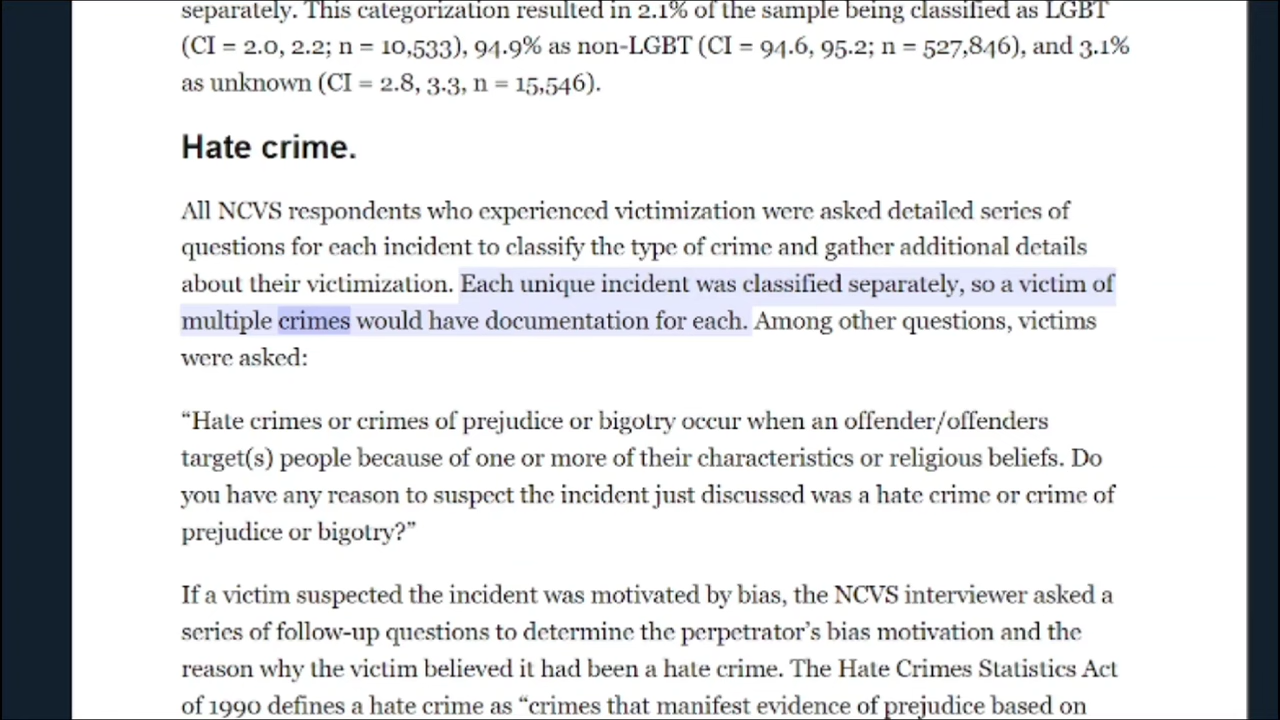 separately. This categorization resulted in 2.1% of the sample being classified as LGBT
(CI = 2.0, 2.2; n = 10,533), 94.9% as non-LGBT (CI = 94.6, 95.2; n = 527,846), and 3.1%
as unknown (CI = 2.8, 3.3, n = 15,546).
Hate crime.
All NCVS respondents who experienced victimization were asked detailed series of
questions for each incident to classify the type of crime and gather additional details
about their victimization. Each unique incident was classified separately, so a victim of
multiple crimes would have documentation for each. Among other questions, victims
were asked:
“Hate crimes or crimes of prejudice or bigotry occur when an offender/offenders
target(s) people because of one or more of their characteristics or religious beliefs. Do
you have any reason to suspect the incident just discussed was a hate crime or crime of
prejudice or bigotry?”
If a victim suspected the incident was motivated by bias, the NCVS interviewer asked a
series of follow-up questions to determine the perpetrator’s bias motivation and the
reason why the victim believed it had been a hate crime. The Hate Crimes Statistics Act
of 1990 defines a hate crime as “crimes that manifest evidence of prejudice based on